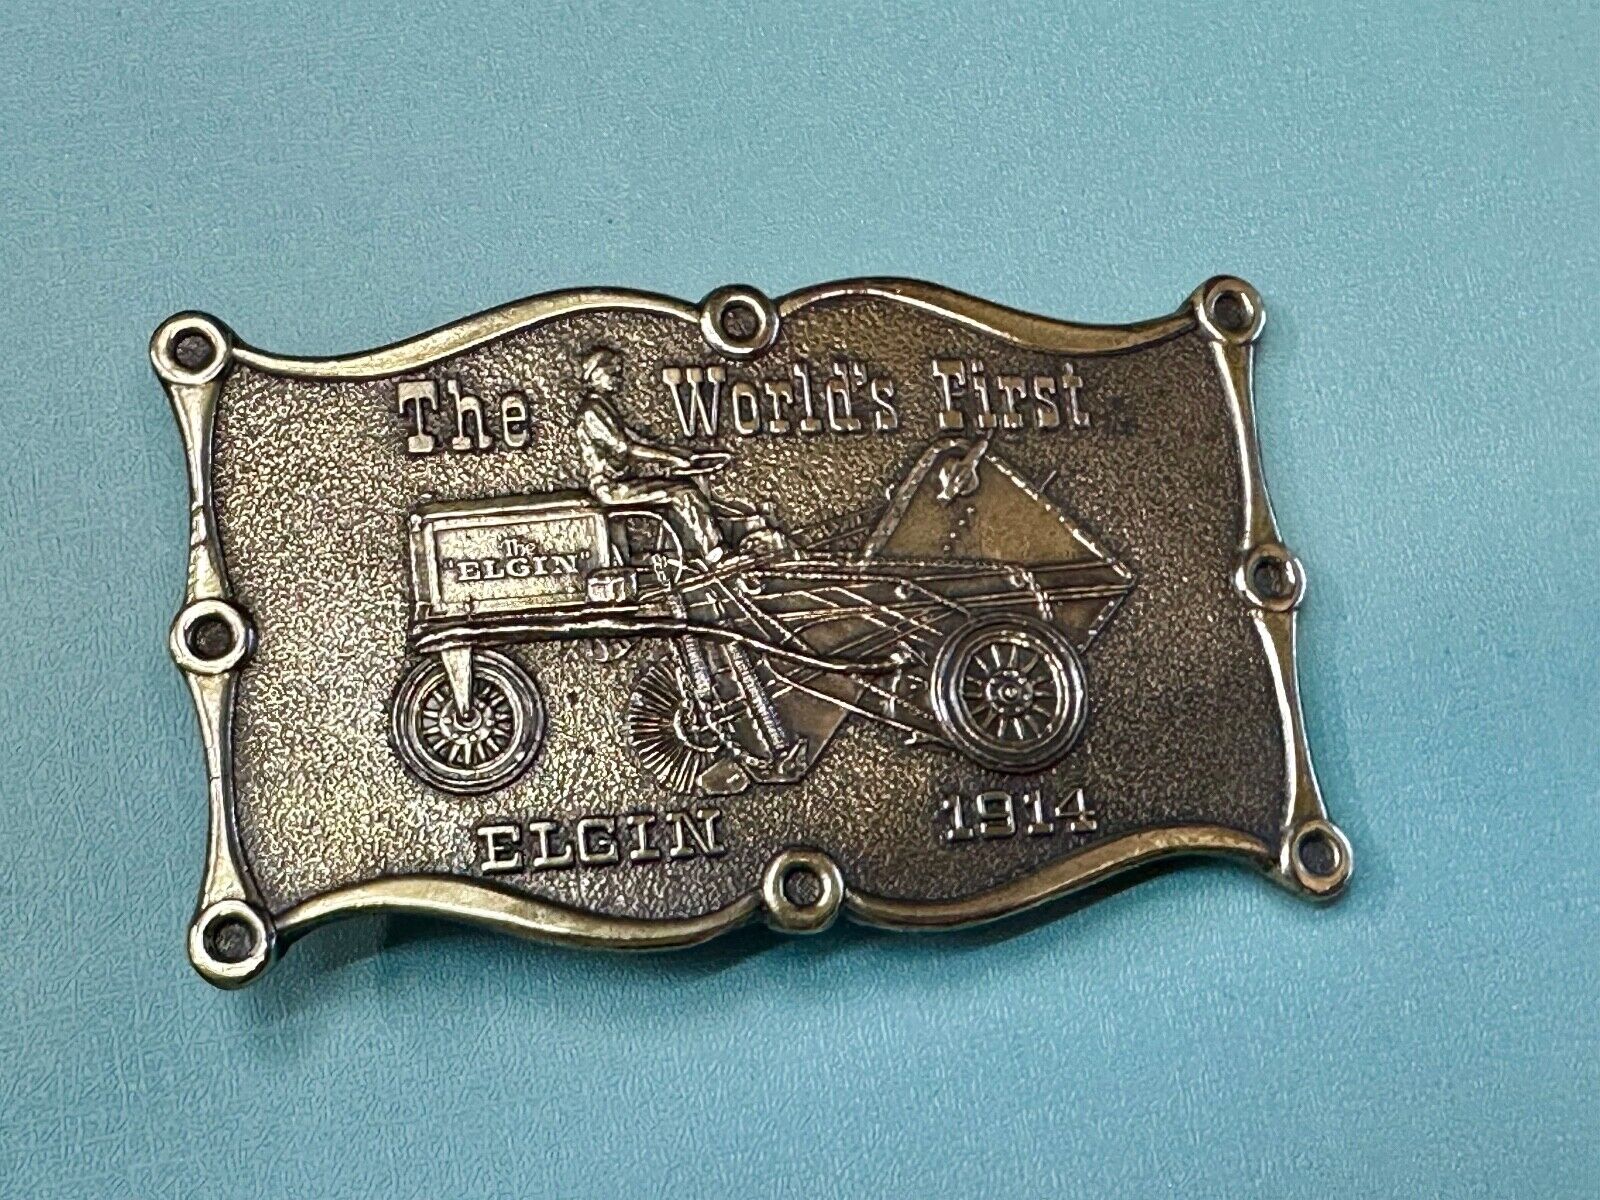 The World's First
The
"ELGIN"
ELGIN 1914